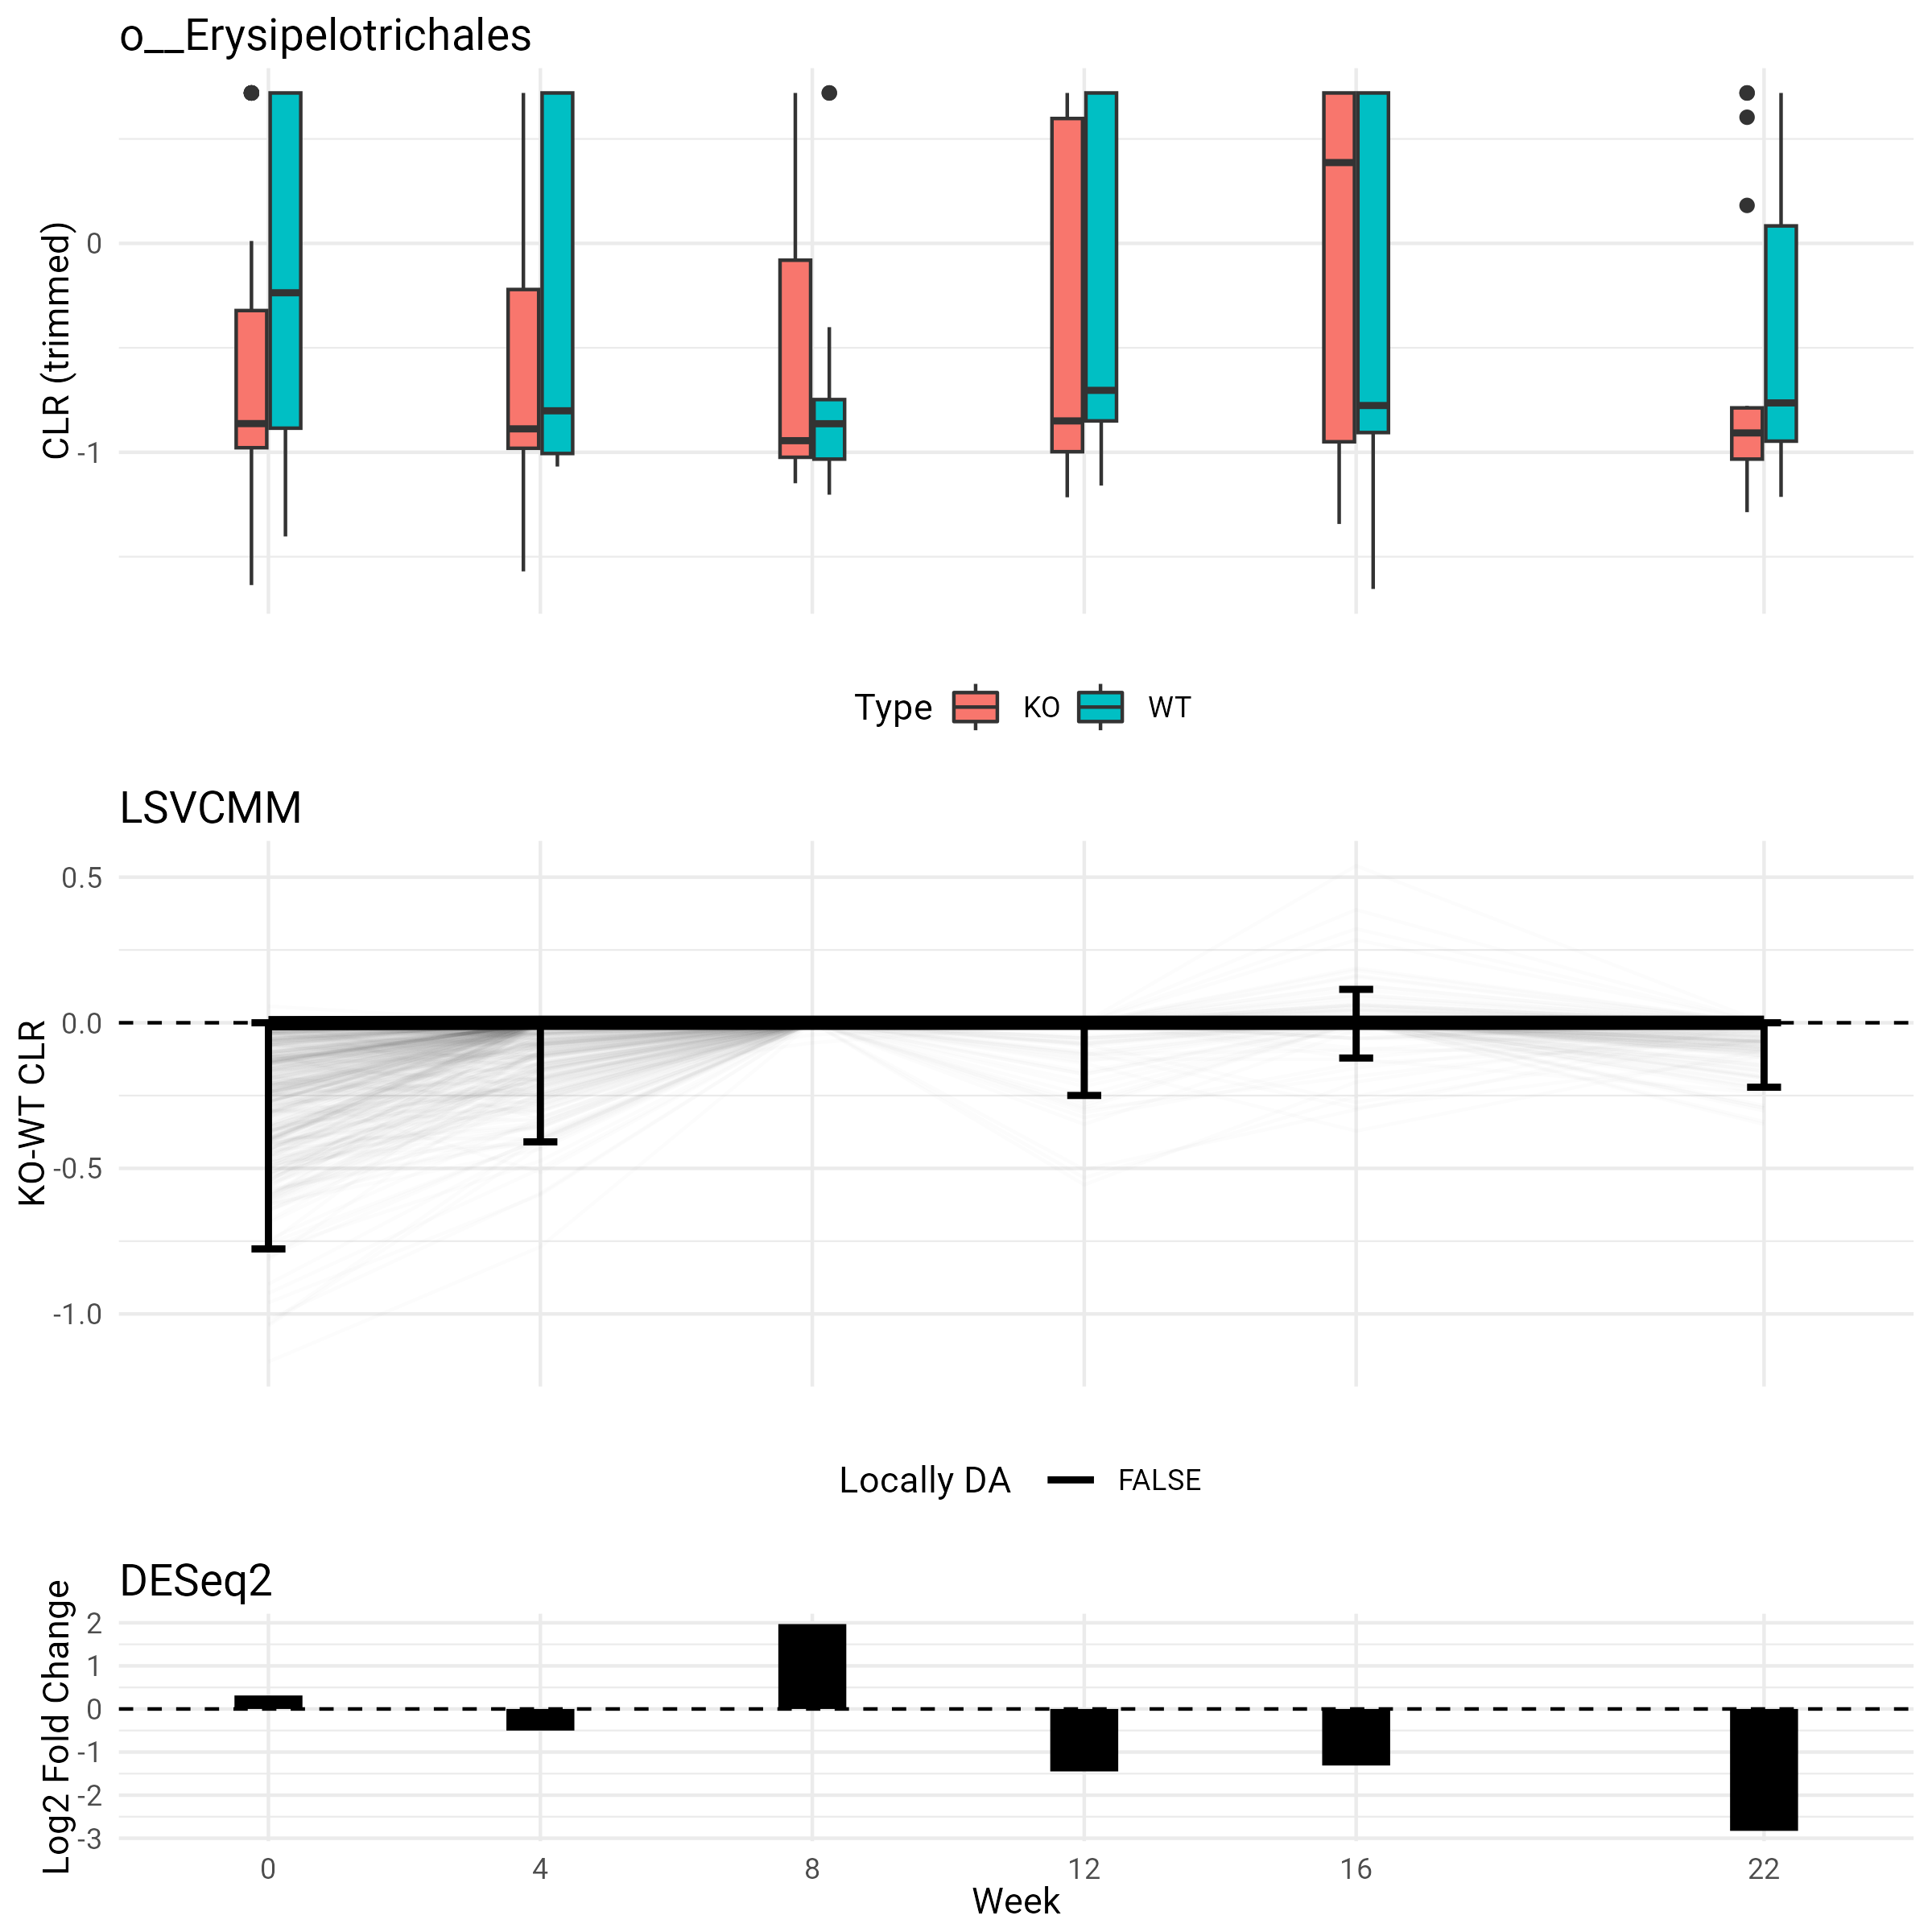 o__Erysipelotrichales
CLR (trimmed)
0
-1
Type KO WT
LSVCMM
KO-WT CLR
0.5
0.0
-0.5
-1.0
Locally DA FALSE
DESeq2
Log2 Fold Change
2
1
0
-1
-2
-3
0 4 8 12 16 22
Week